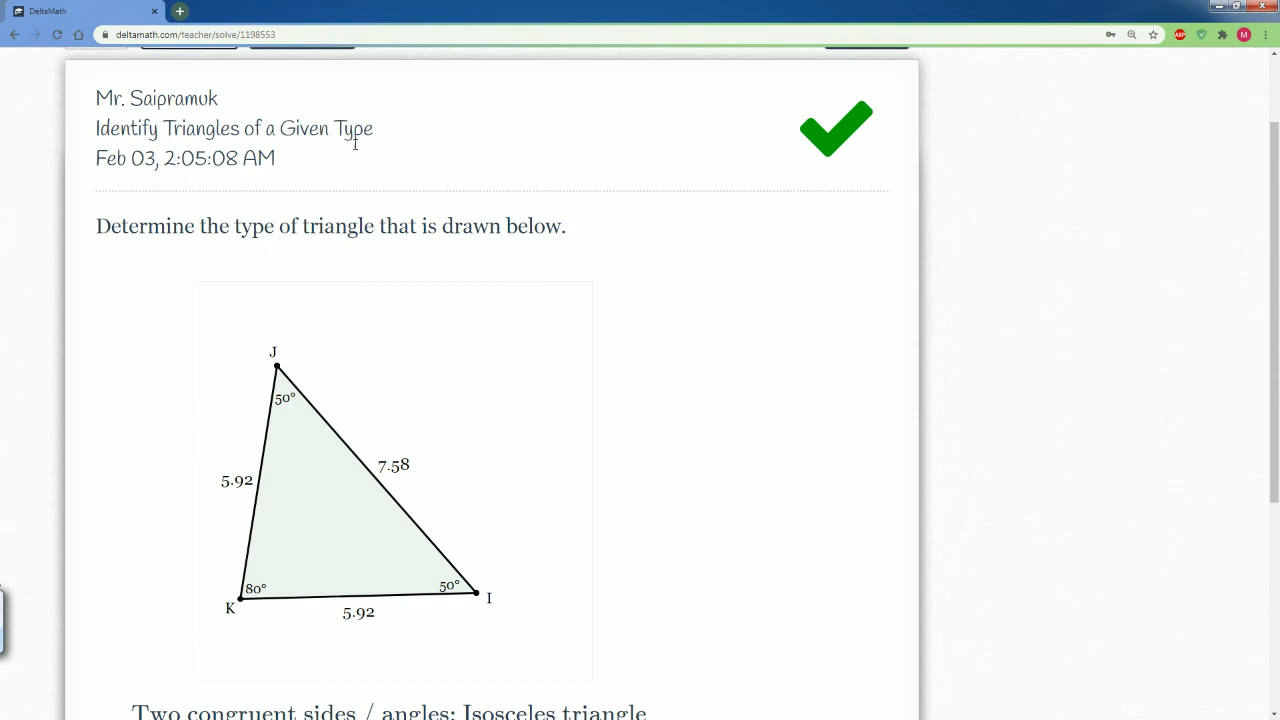 DeltaMath
deltamath.com/teacher/solve/1198553
ABP
M
Mr. Saipramuk
Identify Triangles of a Given Type
Feb 03, 2:05:08 AM
Determine the type of triangle that is drawn below.
J
50°
7.58
5.92
80°
50°
K
I
5.92
Two congruent sides / angles: Isosceles triangle